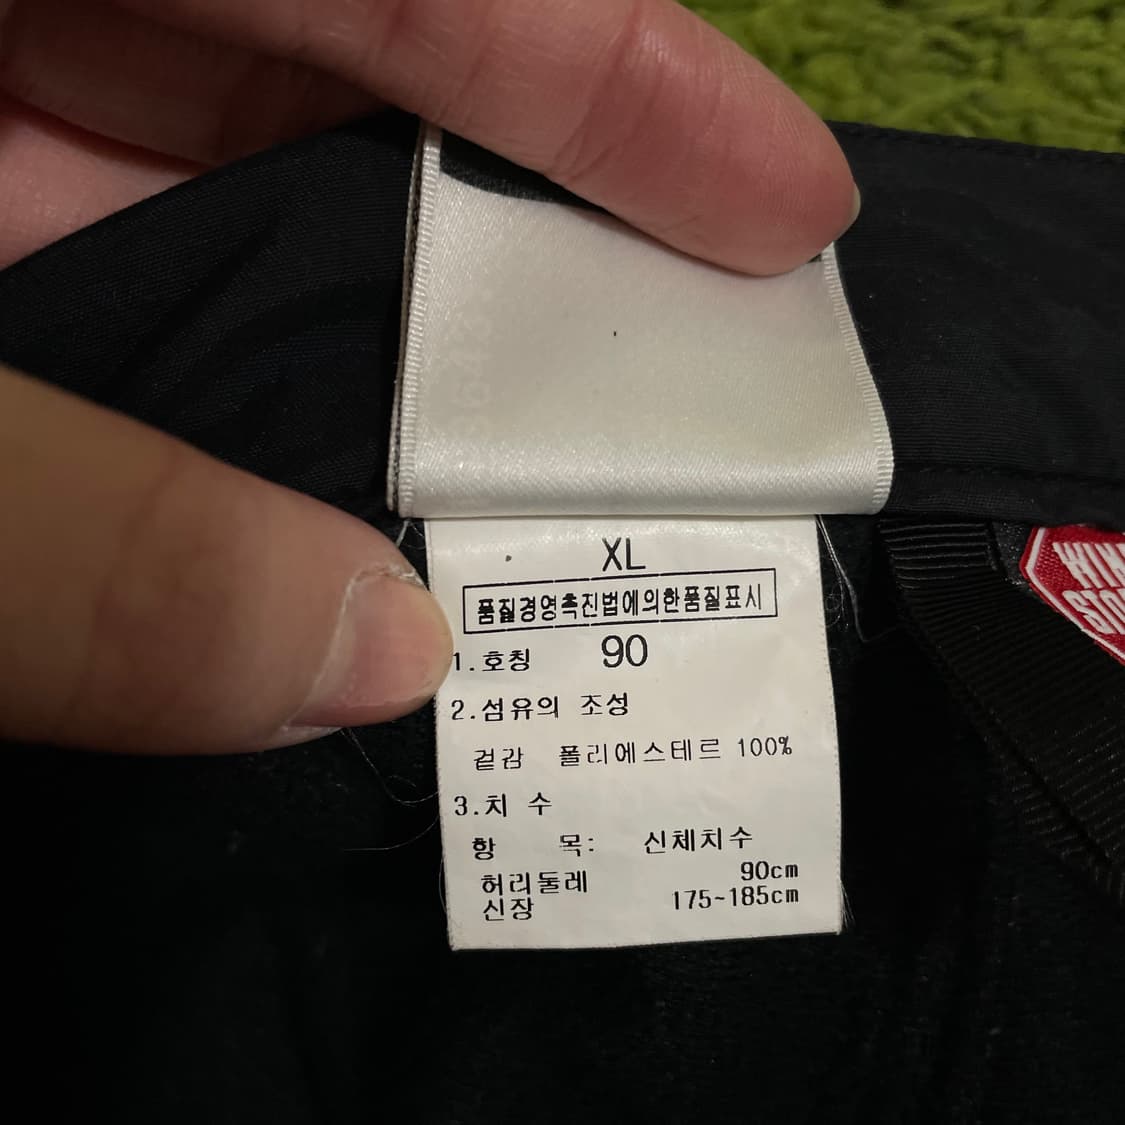 XL
품질경영촉진법에의한품질표시
1.호칭 90
2.섬유의 조성
겉감 폴리에스테르 100%
3.치 수
항 목: 신체치수
허리둘레 90cm
신장 175~185cm